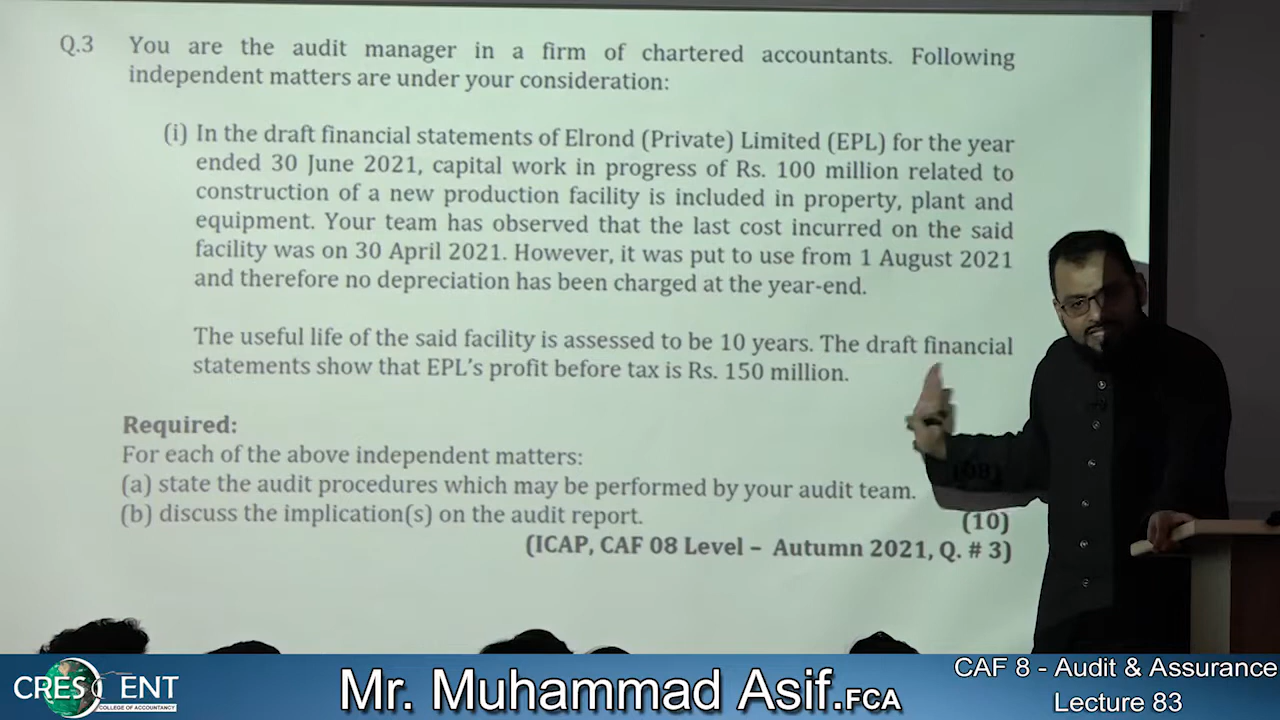 Q.3 You are the audit manager in a firm of chartered accountants. Following
independent matters are under your consideration:
(i) In the draft financial statements of Elrond (Private) Limited (EPL) for the year
ended 30 June 2021, capital work in progress of Rs. 100 million related to
construction of a new production facility is included in property, plant and
equipment. Your team has observed that the last cost incurred on the said
facility was on 30 April 2021. However, it was put to use from 1 August 2021
and therefore no depreciation has been charged at the year-end.
The useful life of the said facility is assessed to be 10 years. The draft financial
statements show that EPL's profit before tax is Rs. 150 million.
Required:
For each of the above independent matters:
(a) state the audit procedures which may be performed by your audit team. (08)
(b) discuss the implication(s) on the audit report. (10)
(ICAP, CAF 08 Level – Autumn 2021, Q. # 3)
CRESCENT
COLLEGE OF ACCOUNTANCY
Mr. Muhammad Asif.FCA
CAF 8 - Audit & Assurance
Lecture 83